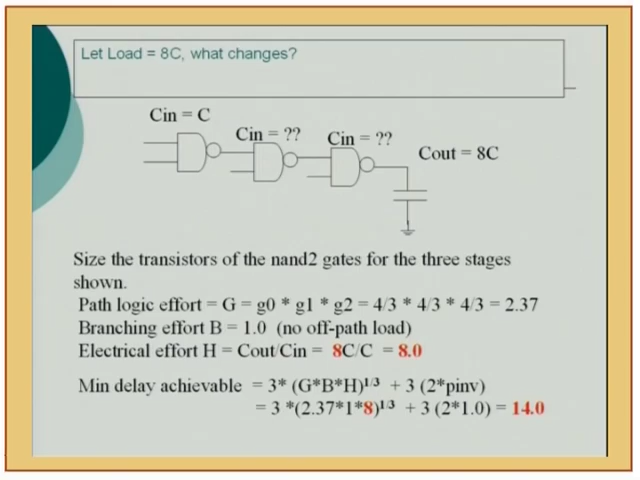 Let Load = 8C, what changes?
Cin = C
Cin = ??
Cin = ??
Cout = 8C
Size the transistors of the nand2 gates for the three stages
shown.
Path logic effort = G = g0 * g1 * g2 = 4/3 * 4/3 * 4/3 = 2.37
Branching effort B = 1.0 (no off-path load)
Electrical effort H = Cout/Cin = 8C/C = 8.0
Min delay achievable = 3* (G*B*H)¹/³ + 3 (2*pinv)
= 3 *(2.37*1*8)¹/³ + 3 (2*1.0) = 14.0